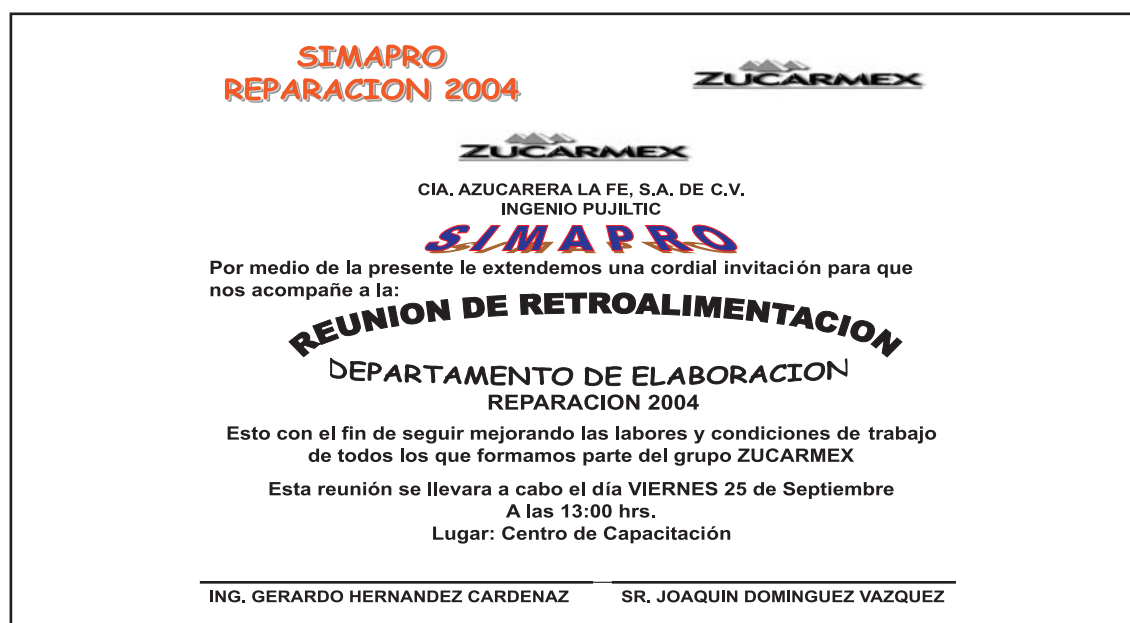 SIMAPRO
REPARACION 2004
ZUCARMEX
ZUCARMEX
CIA. AZUCARERA LA FE, S.A. DE C.V.
INGENIO PUJILTIC
SIMAPRO
Por medio de la presente le extendemos una cordial invitación para que
nos acompañe a la:
REUNION DE RETROALIMENTACION
DEPARTAMENTO DE ELABORACION
REPARACION 2004
Esto con el fin de seguir mejorando las labores y condiciones de trabajo
de todos los que formamos parte del grupo ZUCARMEX
Esta reunión se llevara a cabo el día VIERNES 25 de Septiembre
A las 13:00 hrs.
Lugar: Centro de Capacitación
ING. GERARDO HERNANDEZ CARDENAZ SR. JOAQUIN DOMINGUEZ VAZQUEZ